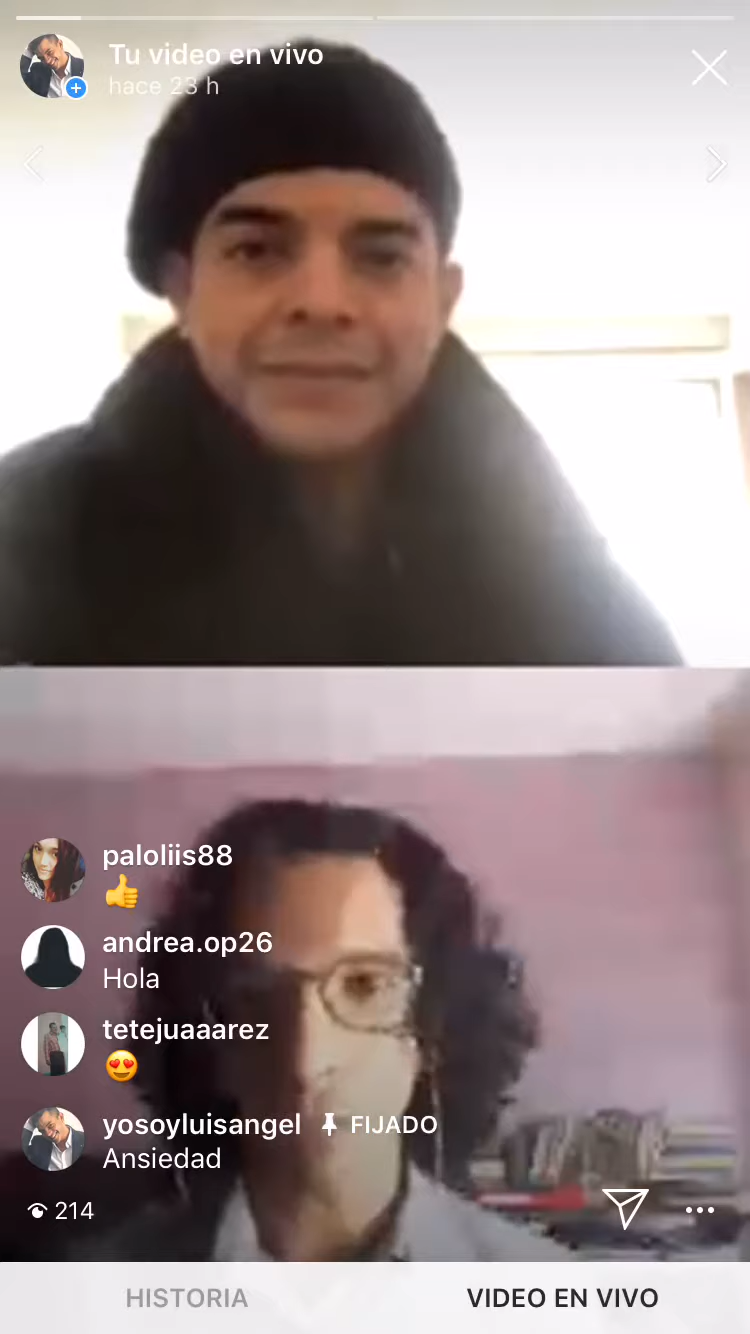 Tu video en vivo
hace 23 h
paloliis88
👍
andrea.op26
Hola
tetejuaaarez
😍
yosoyluisangel FIJADO
Ansiedad
214
HISTORIA
VIDEO EN VIVO